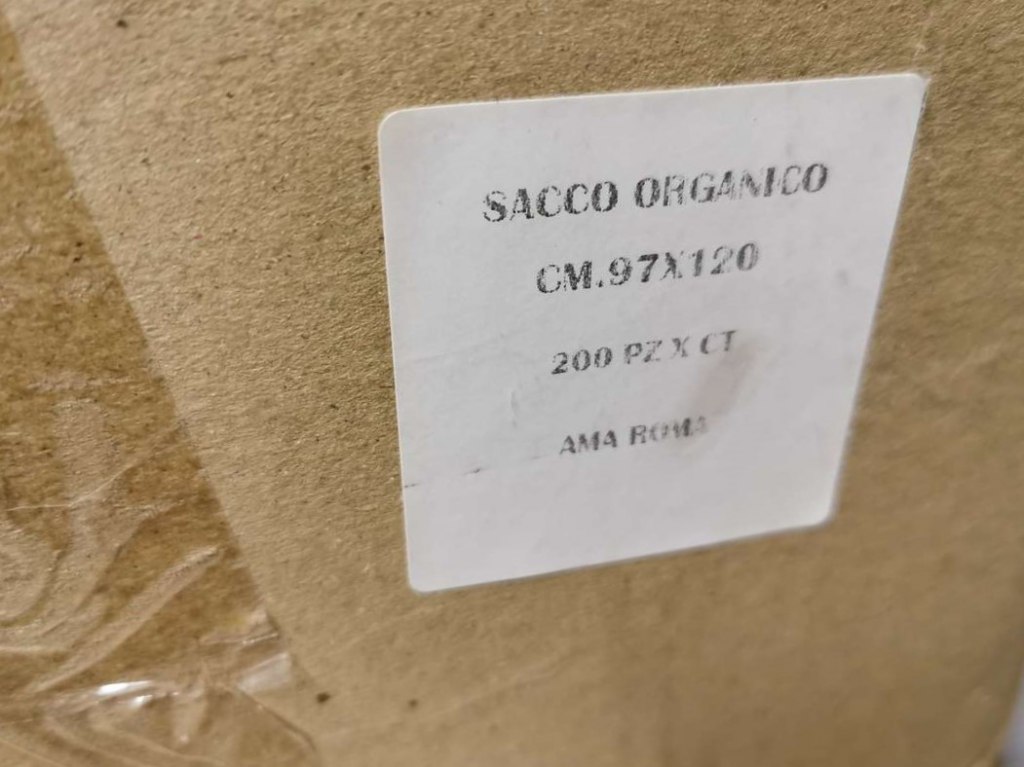 SACCO ORGANICO
CM.97X120
200 PZ X CT
AMA ROMA